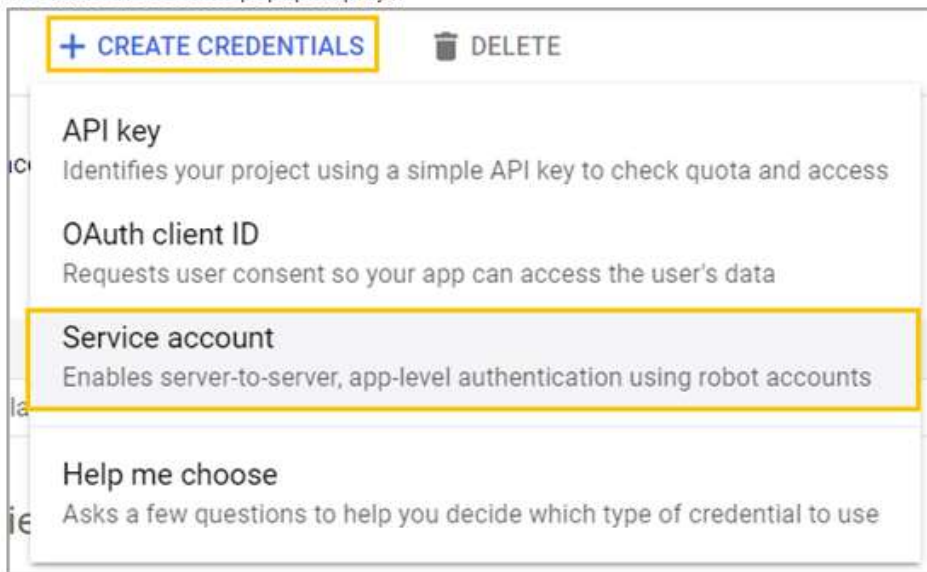 + CREATE CREDENTIALS DELETE
API key
Identifies your project using a simple API key to check quota and access
OAuth client ID
Requests user consent so your app can access the user's data
Service account
Enables server-to-server, app-level authentication using robot accounts
Help me choose
Asks a few questions to help you decide which type of credential to use